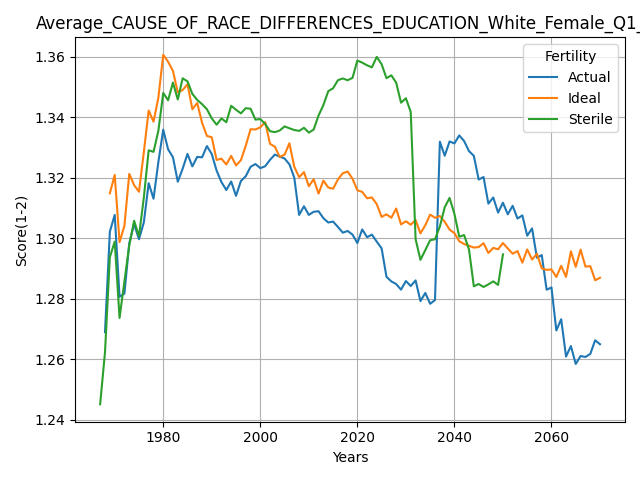 Average_CAUSE_OF_RACE_DIFFERENCES_EDUCATION_White_Female_Q1_
Fertility
Actual
Ideal
Sterile
Score(1-2)
1.36
1.34
1.32
1.30
1.28
1.26
1.24
1980 2000 2020 2040 2060
Years